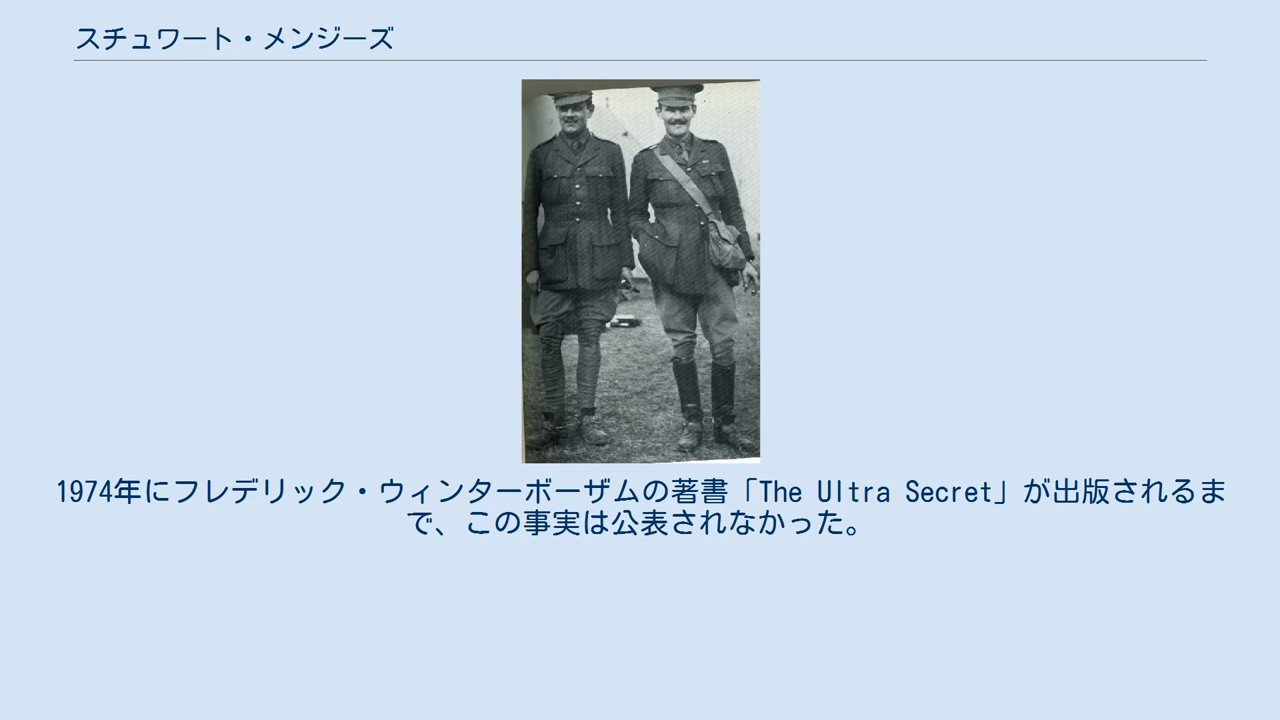 スチュワート・メンジーズ
1974年にフレデリック・ウィンターボーザムの著書「The Ultra Secret」が出版されるま
で、この事実は公表されなかった。